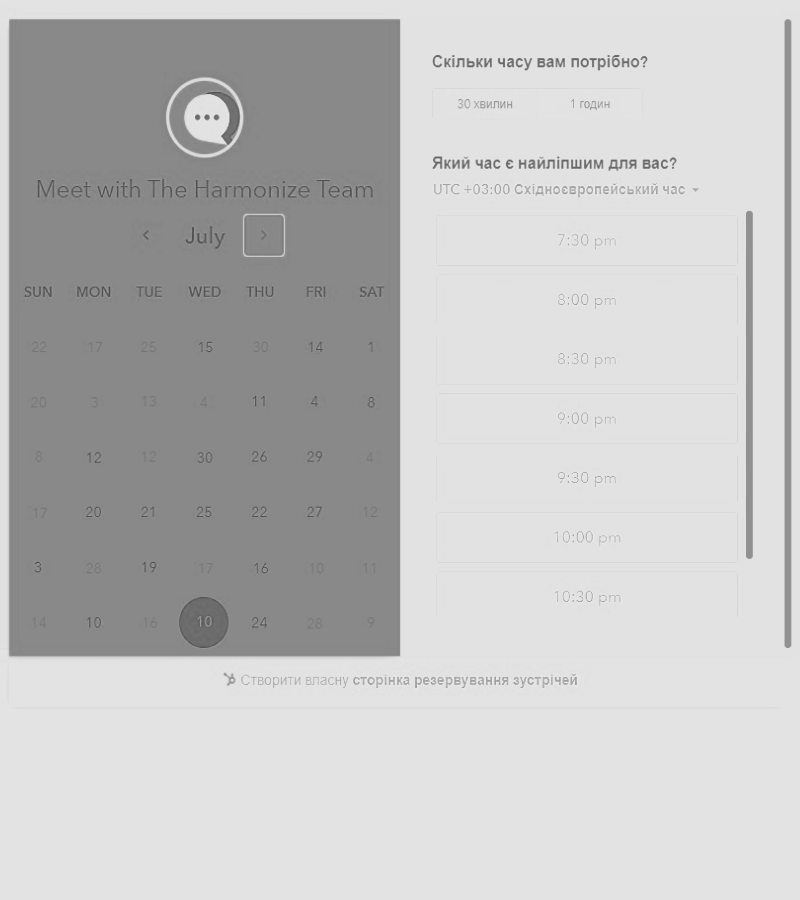 Meet with The Harmonize Team
July
SUN MON TUE WED THU FRI SAT
22 17 25 15 30 14 1
20 3 13 4 11 4 8
8 12 12 30 26 29 4
17 20 21 25 22 27 12
3 28 19 17 16 10 11
14 10 16 10 24 28 9
Скільки часу вам потрібно?
30 хвилин 1 годин
Який час є найліпшим для вас?
UTC +03:00 Східноєвропейський час
7:30 pm
8:00 pm
8:30 pm
9:00 pm
9:30 pm
10:00 pm
10:30 pm
Створити власну сторінка резервування зустрічей